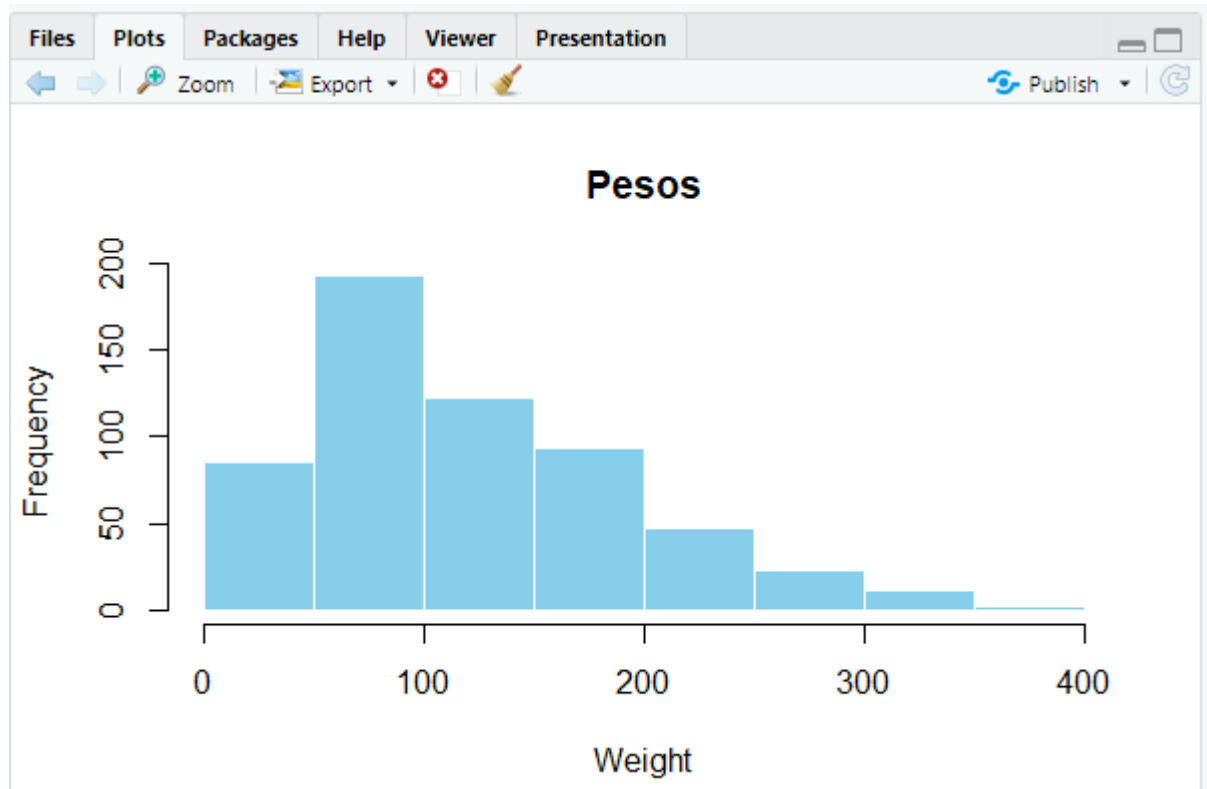 Files Plots Packages Help Viewer Presentation
Zoom Export Publish
Pesos
200
150
100
50
0
Frequency
0 100 200 300 400
Weight